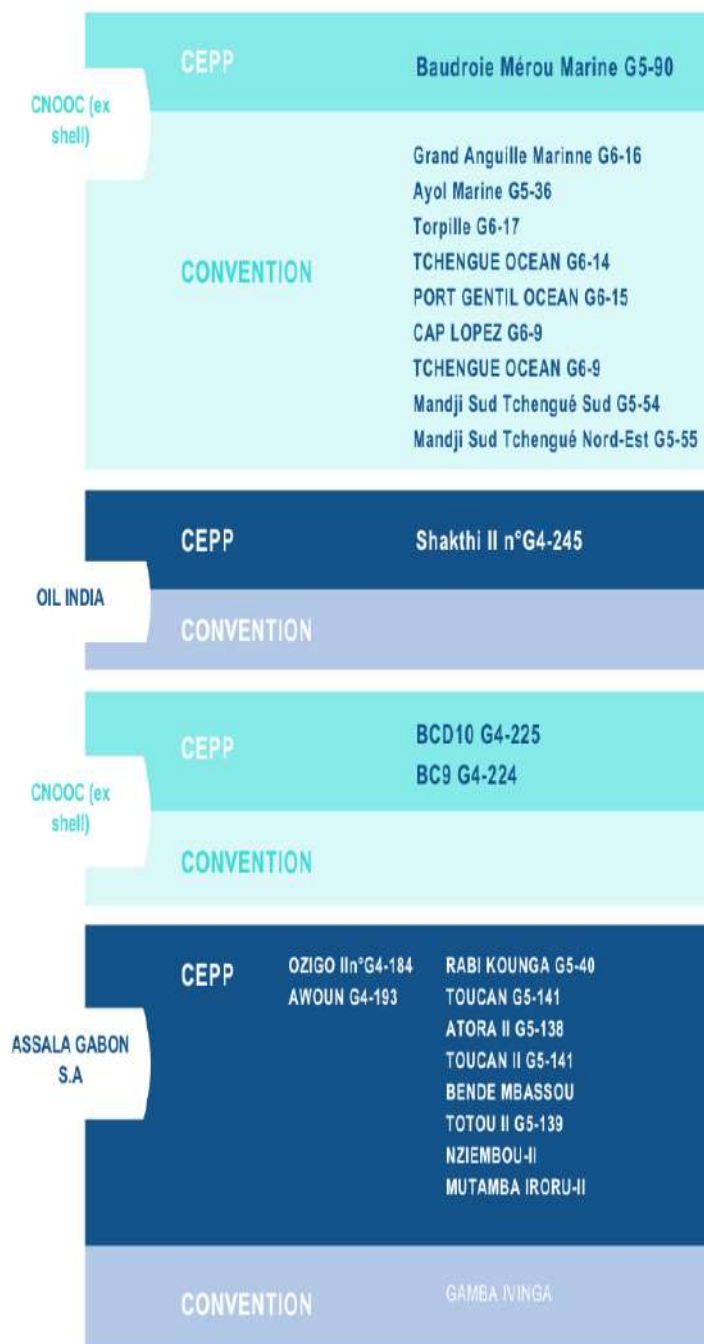 CEPP
Baudroie Mérou Marine G5-90
CNOOC (ex
shell)
CONVENTION
Grand Anguille Marinne G6-16
Ayol Marine G5-36
Torpille G6-17
TCHENGUE OCEAN G6-14
PORT GENTIL OCEAN G6-15
CAP LOPEZ G6-9
TCHENGUE OCEAN G6-9
Mandji Sud Tchengué Sud G5-54
Mandji Sud Tchengué Nord-Est G5-55
OIL INDIA
CEPP
Shakthi II n°G4-245
CONVENTION
CNOOC (ex
shell)
CEPP
BCD10 G4-225
BC9 G4-224
CONVENTION
ASSALA GABON
S.A
CEPP
OZIGO IIn°G4-184
AWOUN G4-193
RABI KOUNGA G5-40
TOUCAN G5-141
ATORA II G5-138
TOUCAN II G5-141
BENDE MBASSOU
TOTOU II G5-139
NZIEMBOU-II
MUTAMBA IRORU-II
CONVENTION
GAMBA IVINGA